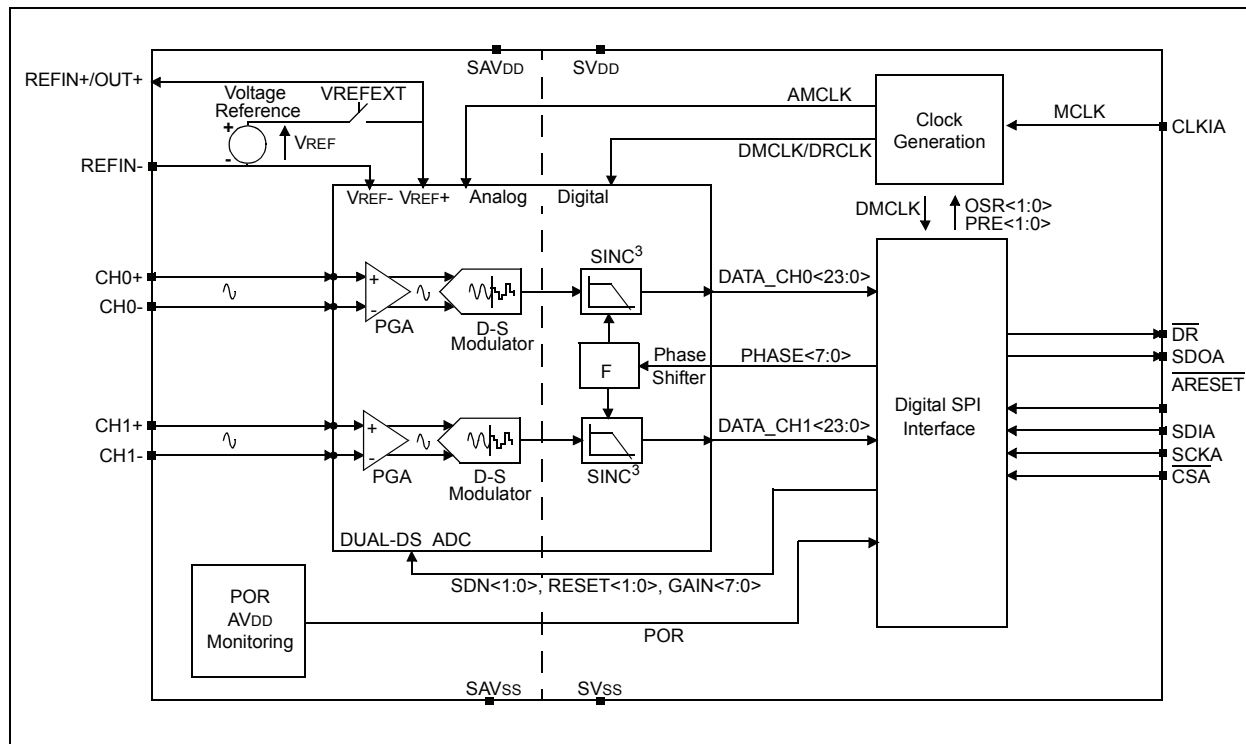 SAVDD
SVDD
REFIN+/OUT+
Voltage
Reference
VREFEXT
+
-
VREF
REFIN-
AMCLK
DMCLK/DRCLK
Clock
Generation
MCLK
CLKIA
VREF- VREF+
Analog
Digital
DMCLK
OSR<1:0>
PRE<1:0>
CH0+
CH0-
+
-
PGA
D-S
Modulator
SINC3
DATA_CH0<23:0>
F
Phase
Shifter
PHASE<7:0>
DR
SDOA
ARESET
Digital SPI
Interface
CH1+
CH1-
+
-
PGA
D-S
Modulator
SINC3
DATA_CH1<23:0>
SDIA
SCKA
CSA
DUAL-DS ADC
SDN<1:0>, RESET<1:0>, GAIN<7:0>
POR
AVDD
Monitoring
POR
SAVSS
SVSS